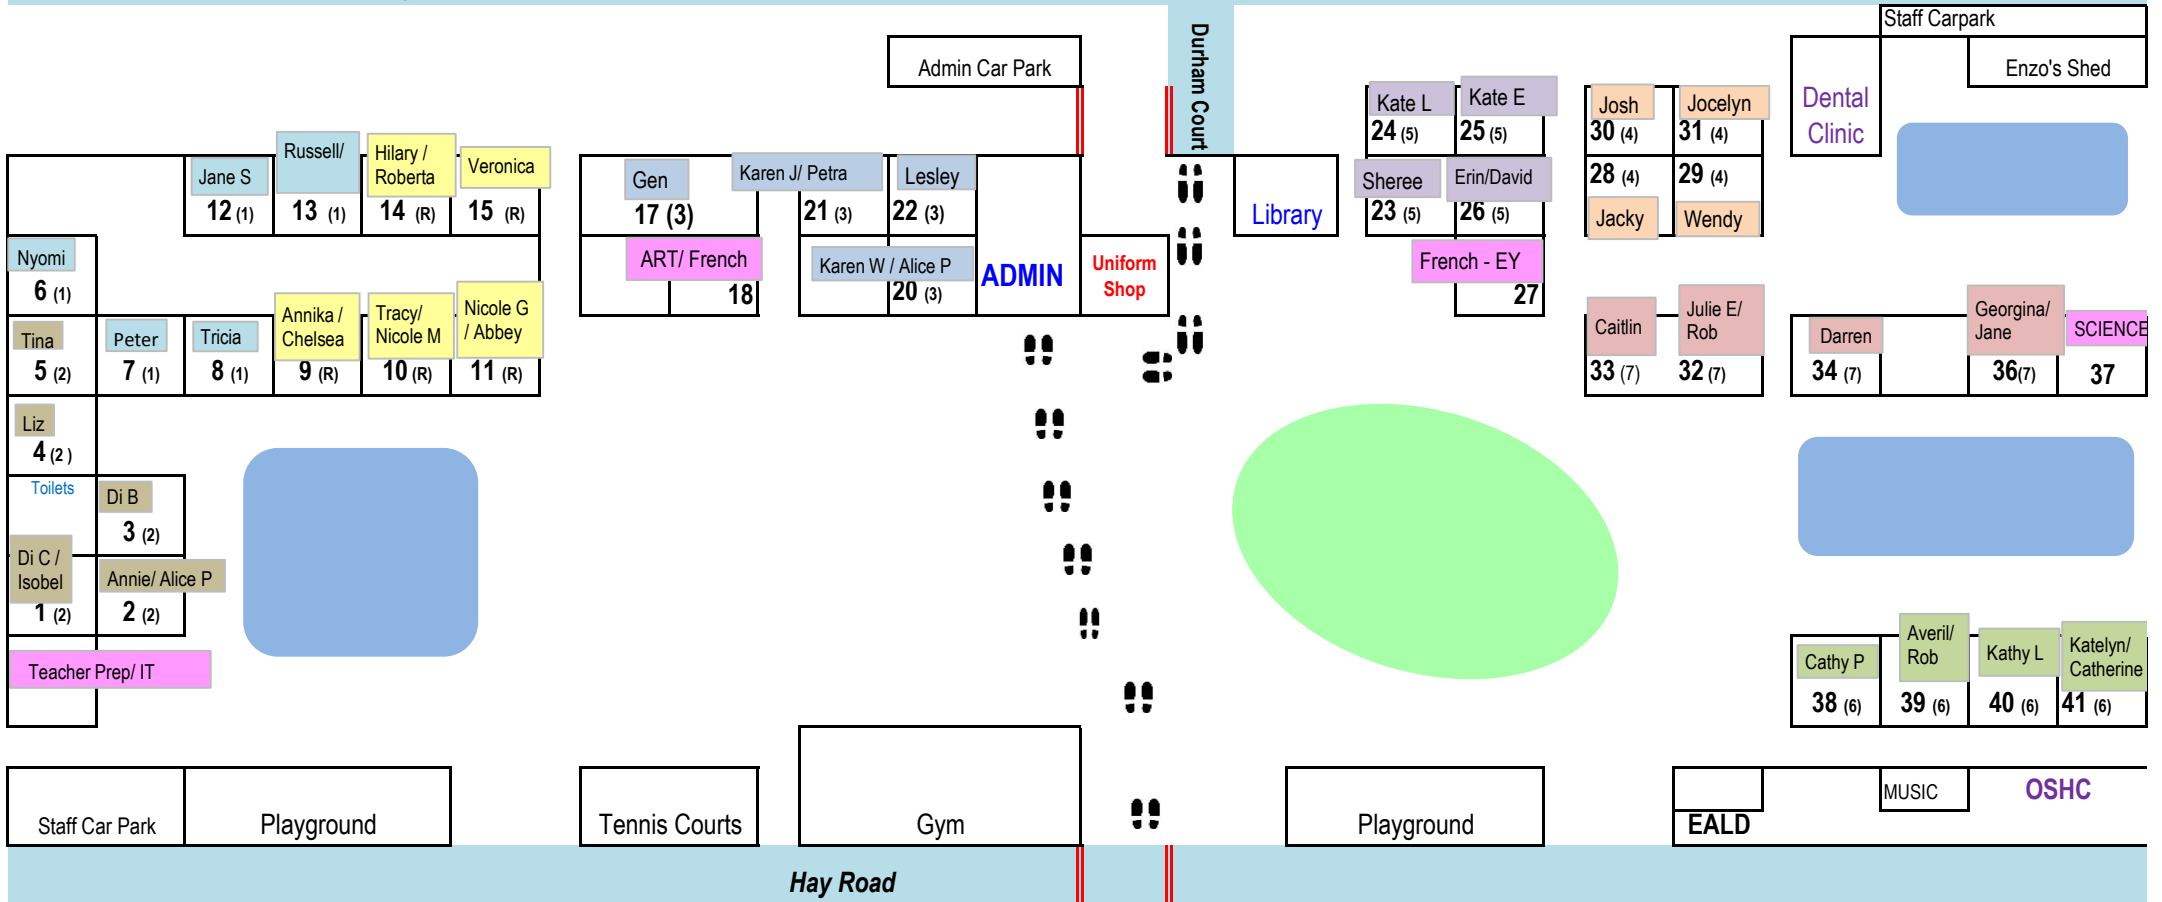 Staff Carpark
Durham Court
Admin Car Park
Enzo's Shed
Dental
Clinic
Kate L
24 (5)
Kate E
25 (5)
Josh
30 (4)
Jocelyn
31 (4)
Jane S
12 (1)
Russell/
13 (1)
Hilary /
Roberta
14 (R)
Veronica
15 (R)
Gen
17 (3)
Karen J/ Petra
21 (3)
Lesley
22 (3)
Library
Sheree
23 (5)
Erin/David
26 (5)
28 (4)
Jacky
29 (4)
Wendy
Nyomi
6 (1)
ART/ French
18
Karen W / Alice P
20 (3)
ADMIN
Uniform
Shop
French - EY
27
Tina
5 (2)
Peter
7 (1)
Tricia
8 (1)
Annika /
Chelsea
9 (R)
Tracy/
Nicole M
10 (R)
Nicole G
/ Abbey
11 (R)
Caitlin
33 (7)
Julie E/
Rob
32 (7)
Darren
34 (7)
Georgina/
Jane
36(7)
SCIENCE
37
Liz
4 (2 )
Toilets
Di B
3 (2)
Di C /
Isobel
1 (2)
Annie/ Alice P
2 (2)
Teacher Prep/ IT
Cathy P
38 (6)
Averil/
Rob
39 (6)
Kathy L
40 (6)
Katelyn/
Catherine
41 (6)
Staff Car Park
Playground
Tennis Courts
Gym
Playground
EALD
MUSIC
OSHC
Hay Road